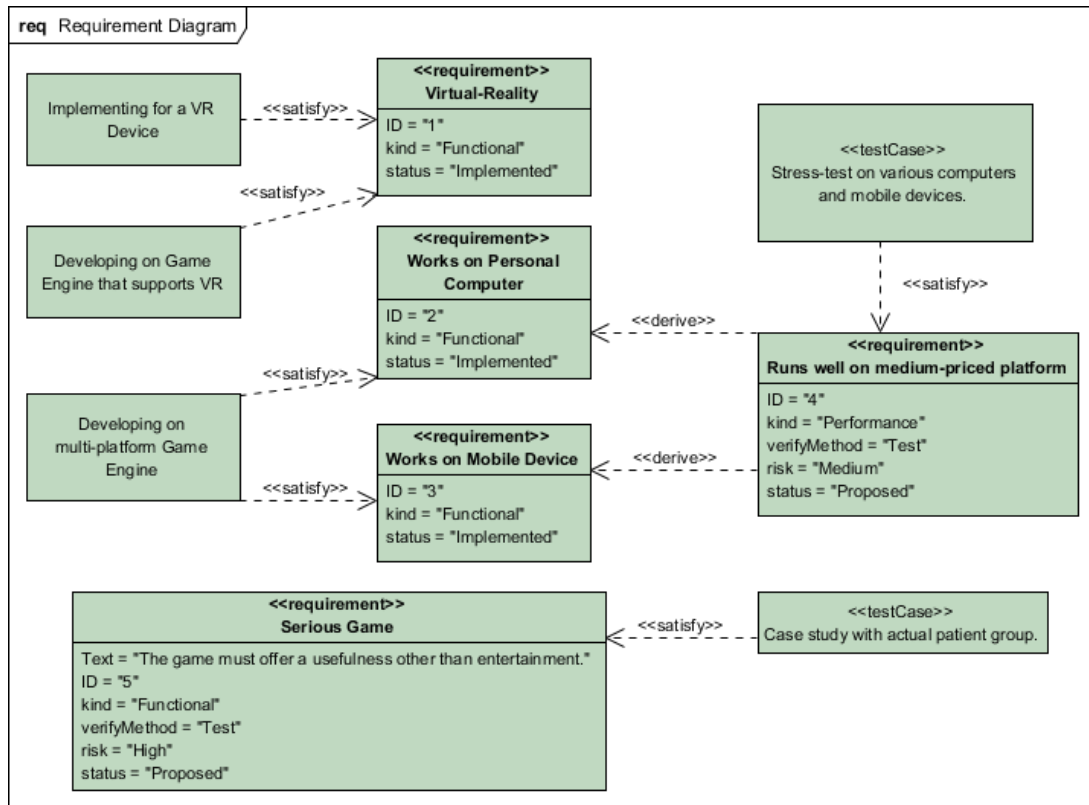 req Requirement Diagram
Implementing for a VR
Device
<<satisfy>>
<<requirement>>
Virtual-Reality
ID = "1"
kind = "Functional"
status = "Implemented"
<<satisfy>>
Developing on Game
Engine that supports VR
<<requirement>>
Works on Personal
Computer
ID = "2"
kind = "Functional"
status = "Implemented"
<<satisfy>>
Developing on
multi-platform Game
Engine
<<satisfy>>
<<requirement>>
Works on Mobile Device
ID = "3"
kind = "Functional"
status = "Implemented"
<<testCase>>
Stress-test on various computers
and mobile devices.
<<satisfy>>
<<derive>>
<<derive>>
<<requirement>>
Runs well on medium-priced platform
ID = "4"
kind = "Performance"
verifyMethod = "Test"
risk = "Medium"
status = "Proposed"
<<requirement>>
Serious Game
Text = "The game must offer a usefulness other than entertainment."
ID = "5"
kind = "Functional"
verifyMethod = "Test"
risk = "High"
status = "Proposed"
<<satisfy>>
<<testCase>>
Case study with actual patient group.